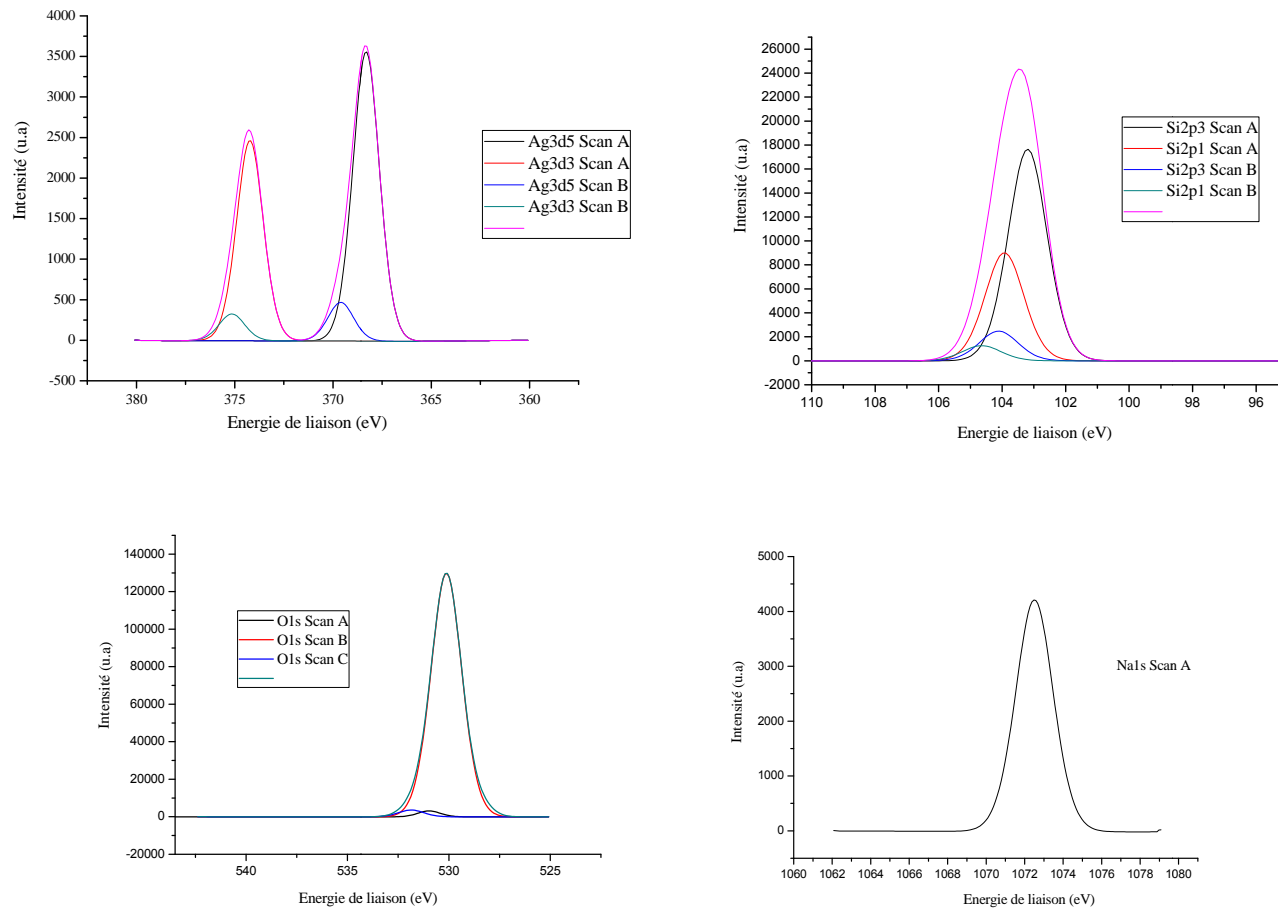 4000
3500
3000
2500
2000
1500
1000
500
0
-500
Intensité (u.a)
Ag3d5 Scan A
Ag3d3 Scan A
Ag3d5 Scan B
Ag3d3 Scan B
380 375 370 365 360
Energie de liaison (eV)
26000
24000
22000
20000
18000
16000
14000
12000
10000
8000
6000
4000
2000
0
-2000
Intensité (u.a)
Si2p3 Scan A
Si2p1 Scan A
Si2p3 Scan B
Si2p1 Scan B
110 108 106 104 102 100 98 96
Energie de liaison (eV)
140000
120000
100000
80000
60000
40000
20000
0
-20000
Intensité (u.a)
O1s Scan A
O1s Scan B
O1s Scan C
540 535 530 525
Energie de liaison (eV)
5000
4000
3000
2000
1000
0
Intensité (u.a)
Na1s Scan A
1060 1062 1064 1066 1068 1070 1072 1074 1076 1078 1080
Energie de liaison (eV)